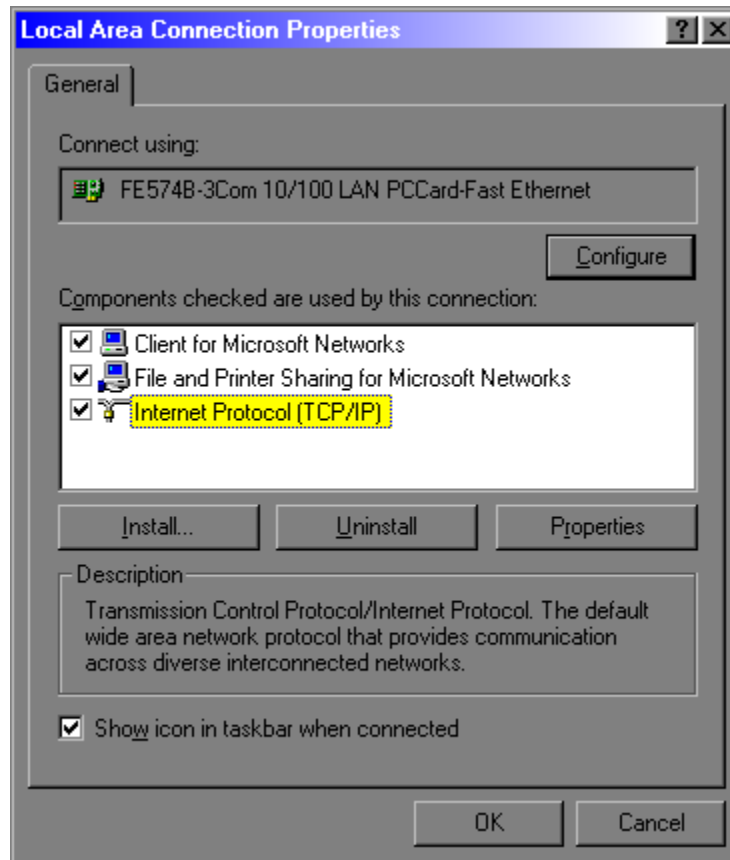 Local Area Connection Properties
General
Connect using:
FE574B-3Com 10/100 LAN PCCard-Fast Ethernet
Configure
Components checked are used by this connection:
Client for Microsoft Networks
File and Printer Sharing for Microsoft Networks
Internet Protocol (TCP/IP)
Install... Uninstall Properties
Description
Transmission Control Protocol/Internet Protocol. The default
wide area network protocol that provides communication
across diverse interconnected networks.
Show icon in taskbar when connected
OK Cancel